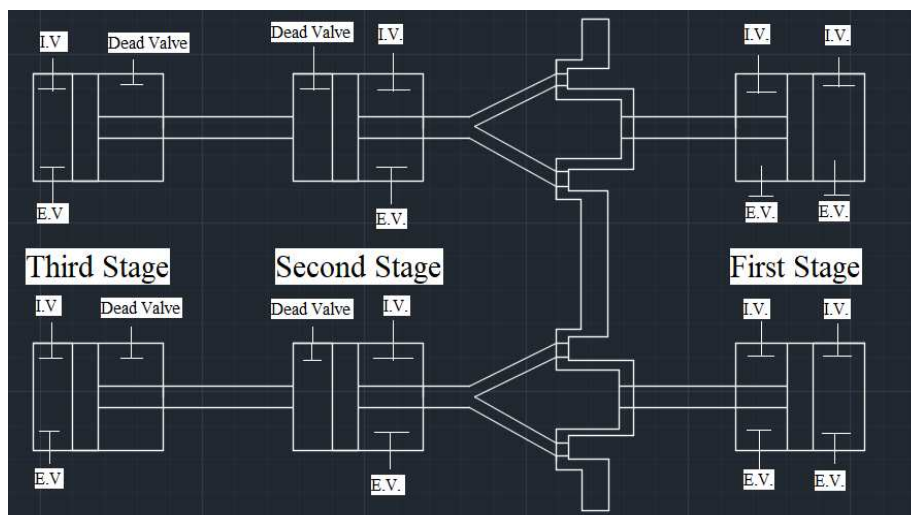 I.V
Dead Valve
Dead Valve
I.V.
I.V.
I.V.
E.V
E.V.
E.V.
E.V.
Third Stage
Second Stage
First Stage
I.V
Dead Valve
Dead Valve
I.V.
I.V.
I.V.
E.V
E.V.
E.V.
E.V.